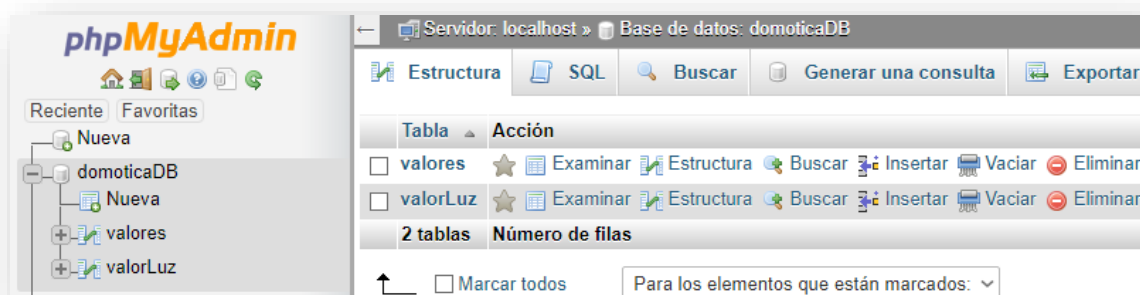 phpMyAdmin
Reciente Favoritas
Nueva
domoticaDB
Nueva
valores
valorLuz
Servidor: localhost » Base de datos: domoticaDB
Estructura SQL Buscar Generar una consulta Exportar
Tabla Acción
valores Examinar Estructura Buscar Insertar Vaciar Eliminar
valorLuz Examinar Estructura Buscar Insertar Vaciar Eliminar
2 tablas Número de filas
Marcar todos Para los elementos que están marcados: